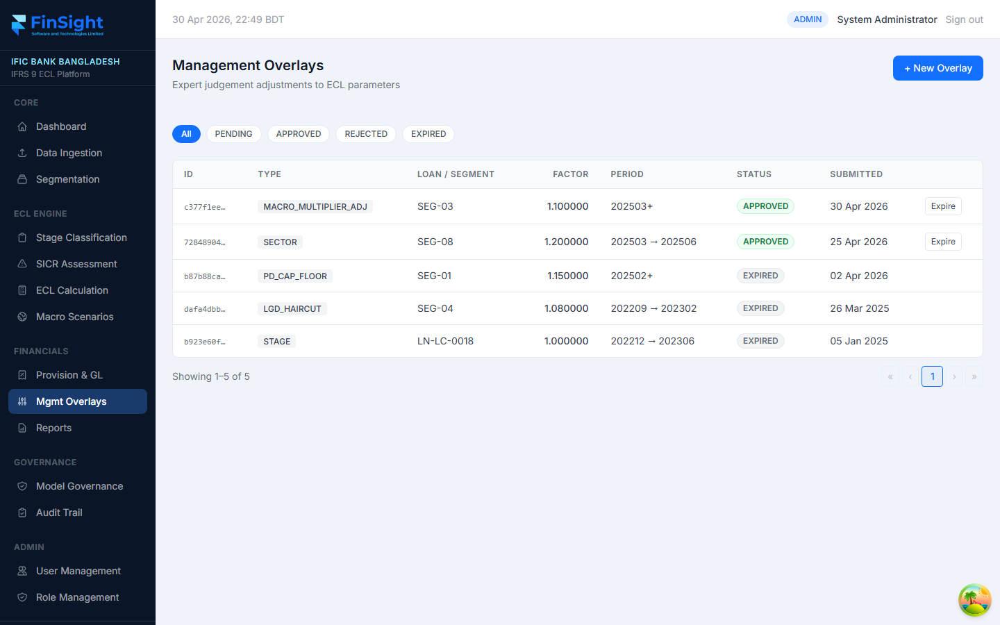 FinSight
Software and Technologies Limited
IFIC BANK BANGLADESH
IFRS 9 ECL Platform
CORE
Dashboard
Data Ingestion
Segmentation
ECL ENGINE
Stage Classification
SICR Assessment
ECL Calculation
Macro Scenarios
FINANCIALS
Provision & GL
Mgmt Overlays
Reports
GOVERNANCE
Model Governance
Audit Trail
ADMIN
User Management
Role Management
30 Apr 2026, 22:49 BDT
ADMIN System Administrator Sign out
Management Overlays
Expert judgement adjustments to ECL parameters
+ New Overlay
All PENDING APPROVED REJECTED EXPIRED
ID TYPE LOAN / SEGMENT FACTOR PERIOD STATUS SUBMITTED
c377f1ee… MACRO_MULTIPLIER_ADJ SEG-03 1.100000 202503+ APPROVED 30 Apr 2026 Expire
72848904… SECTOR SEG-08 1.200000 202503 → 202506 APPROVED 25 Apr 2026 Expire
b87b88ca… PD_CAP_FLOOR SEG-01 1.150000 202502+ EXPIRED 02 Apr 2026
dafa4dbb… LGD_HAIRCUT SEG-04 1.080000 202209 → 202302 EXPIRED 26 Mar 2025
b923e60f… STAGE LN-LC-0018 1.000000 202212 → 202306 EXPIRED 05 Jan 2025
Showing 1–5 of 5
« ‹ 1 › »